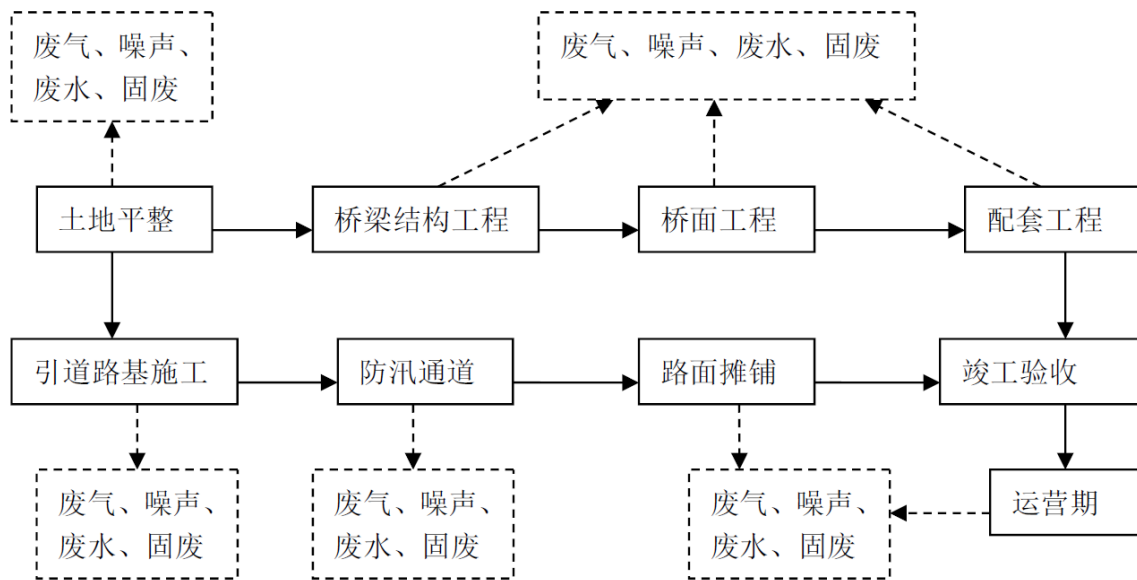 废气、噪声、
废水、固废
废气、噪声、废水、固废
土地平整
桥梁结构工程
桥面工程
配套工程
引道路基施工
防汛通道
路面摊铺
竣工验收
废气、噪声、
废水、固废
废气、噪声、
废水、固废
废气、噪声、
废水、固废
运营期